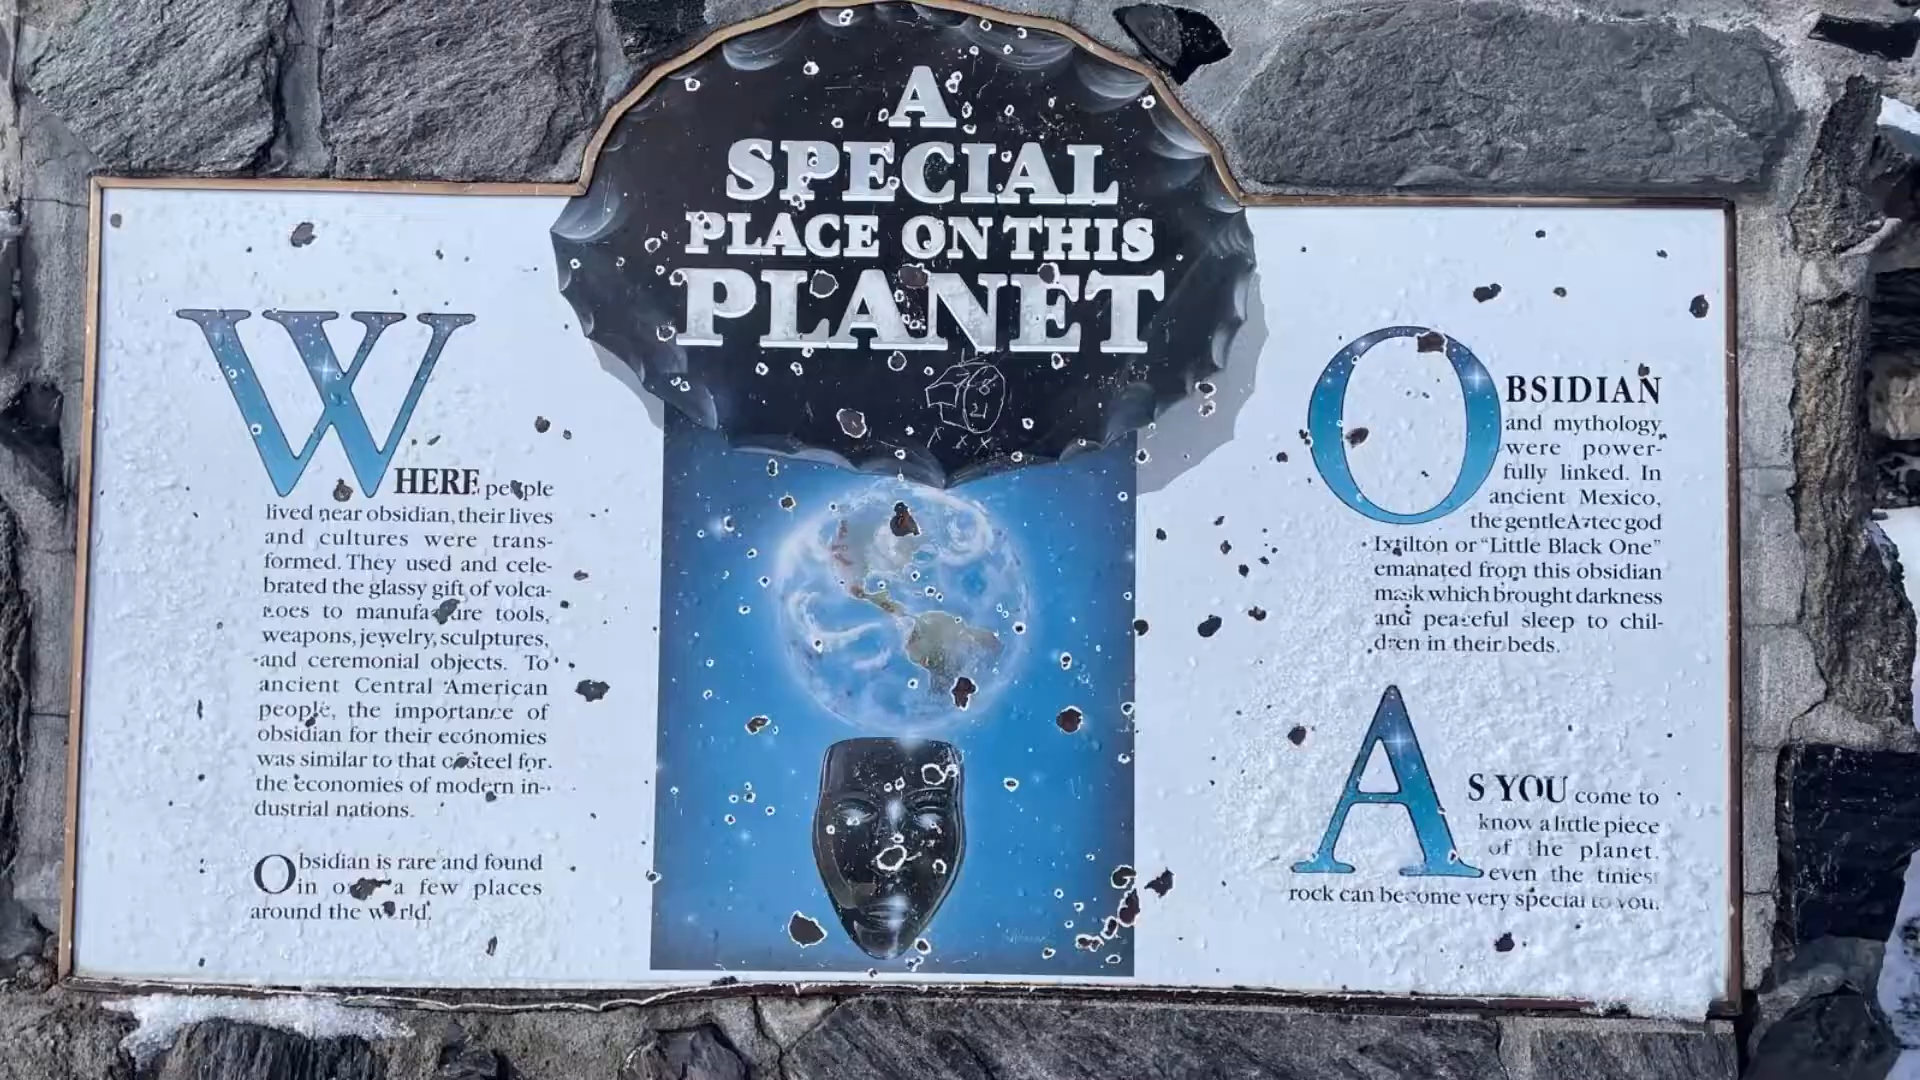 A
SPECIAL
PLACE ON THIS
PLANET
WHERE people
lived near obsidian, their lives
and cultures were trans-
formed. They used and cele-
brated the glassy gift of volca-
noes to manufacture tools,
weapons, jewelry, sculptures,
and ceremonial objects. To
ancient Central American
people, the importance of
obsidian for their economies
was similar to that of steel for
the economies of modern in-
dustrial nations.
Obsidian is rare and found
in only a few places
around the world.
OBSIDIAN
and mythology
were power-
fully linked. In
ancient Mexico,
the gentle Aztec god
Ixtilton or "Little Black One"
emanated from this obsidian
mask which brought darkness
and peaceful sleep to chil-
dren in their beds.
AS YOU come to
know a little piece
of the planet,
even the tiniest
rock can become very special to you.